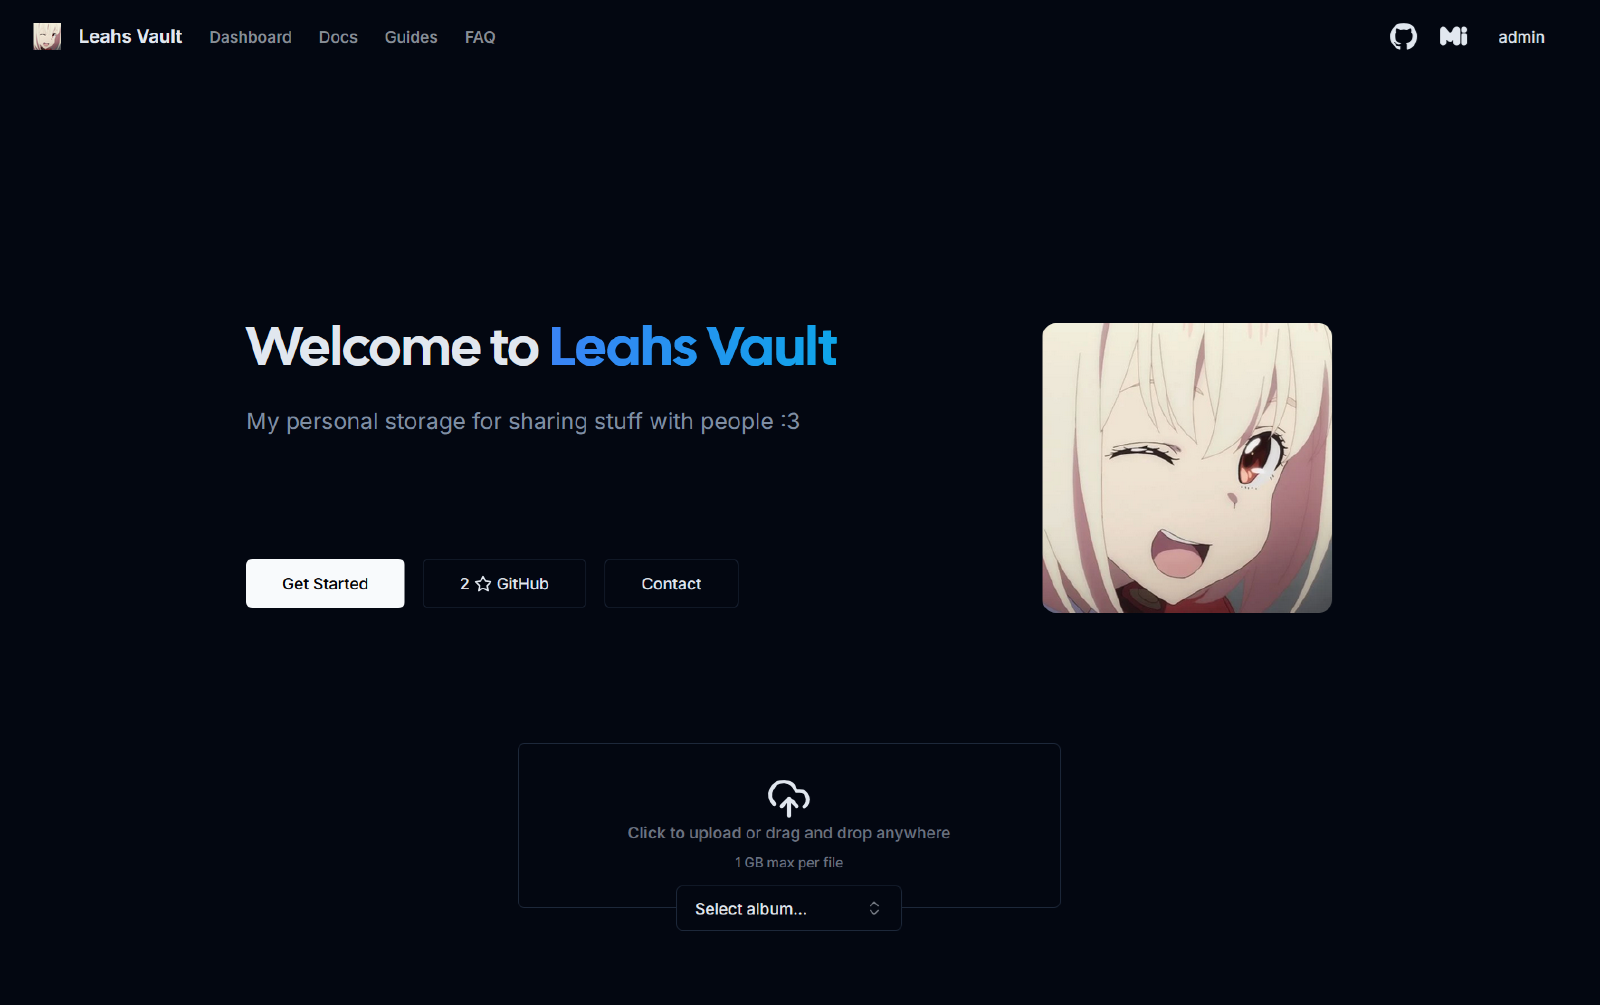 Leahs Vault Dashboard Docs Guides FAQ admin
Welcome to Leahs Vault
My personal storage for sharing stuff with people :3
Get Started 2 GitHub Contact
Click to upload or drag and drop anywhere
1 GB max per file
Select album...